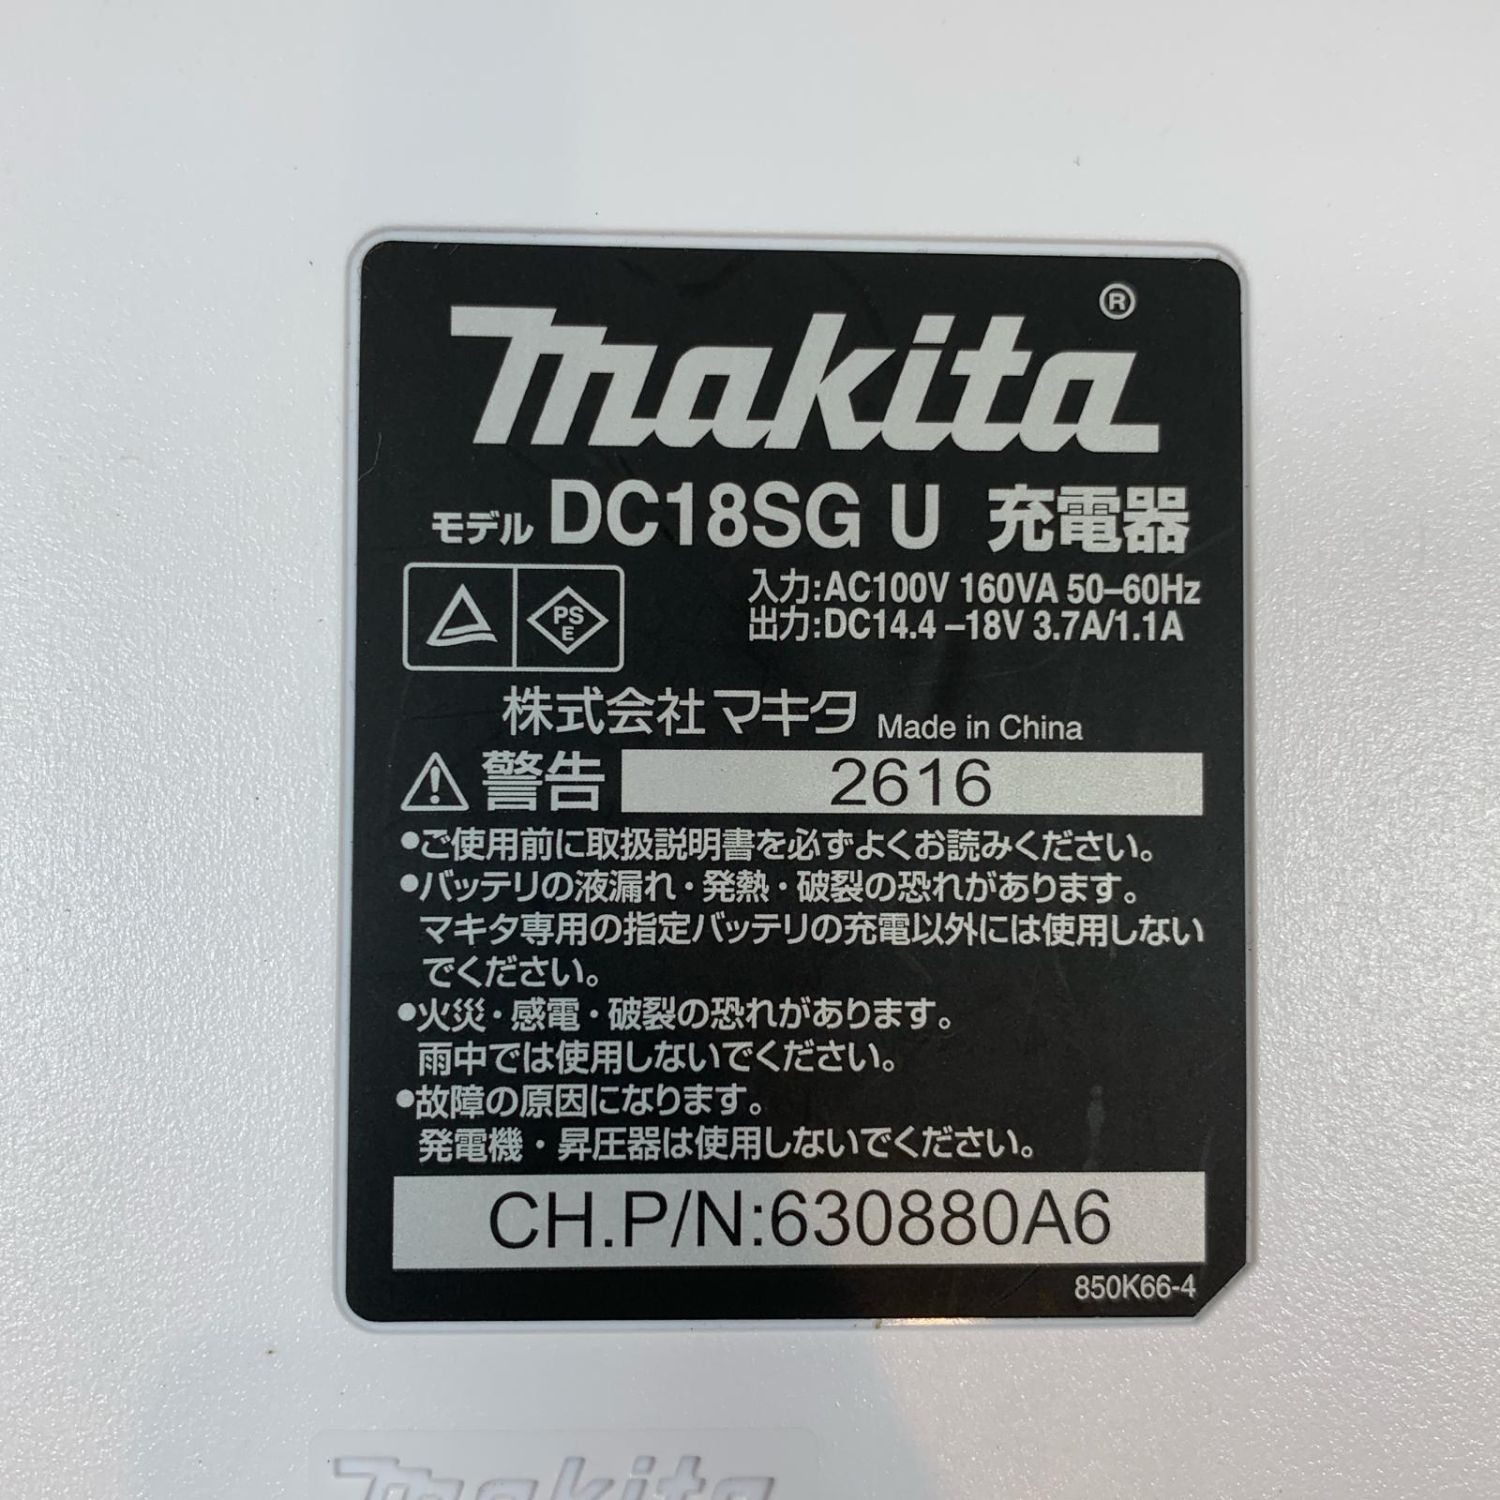 makita®
モデル DC18SG U 充電器
入力:AC100V 160VA 50–60Hz
出力:DC14.4 –18V 3.7A/1.1A
PS
E
株式会社マキタ Made in China
警告 2616
●ご使用前に取扱説明書を必ずよくお読みください。
●バッテリの液漏れ・発熱・破裂の恐れがあります。
マキタ専用の指定バッテリの充電以外には使用しない
でください。
●火災・感電・破裂の恐れがあります。
雨中では使用しないでください。
●故障の原因になります。
発電機・昇圧器は使用しないでください。
CH.P/N:630880A6
850K66-4
makita